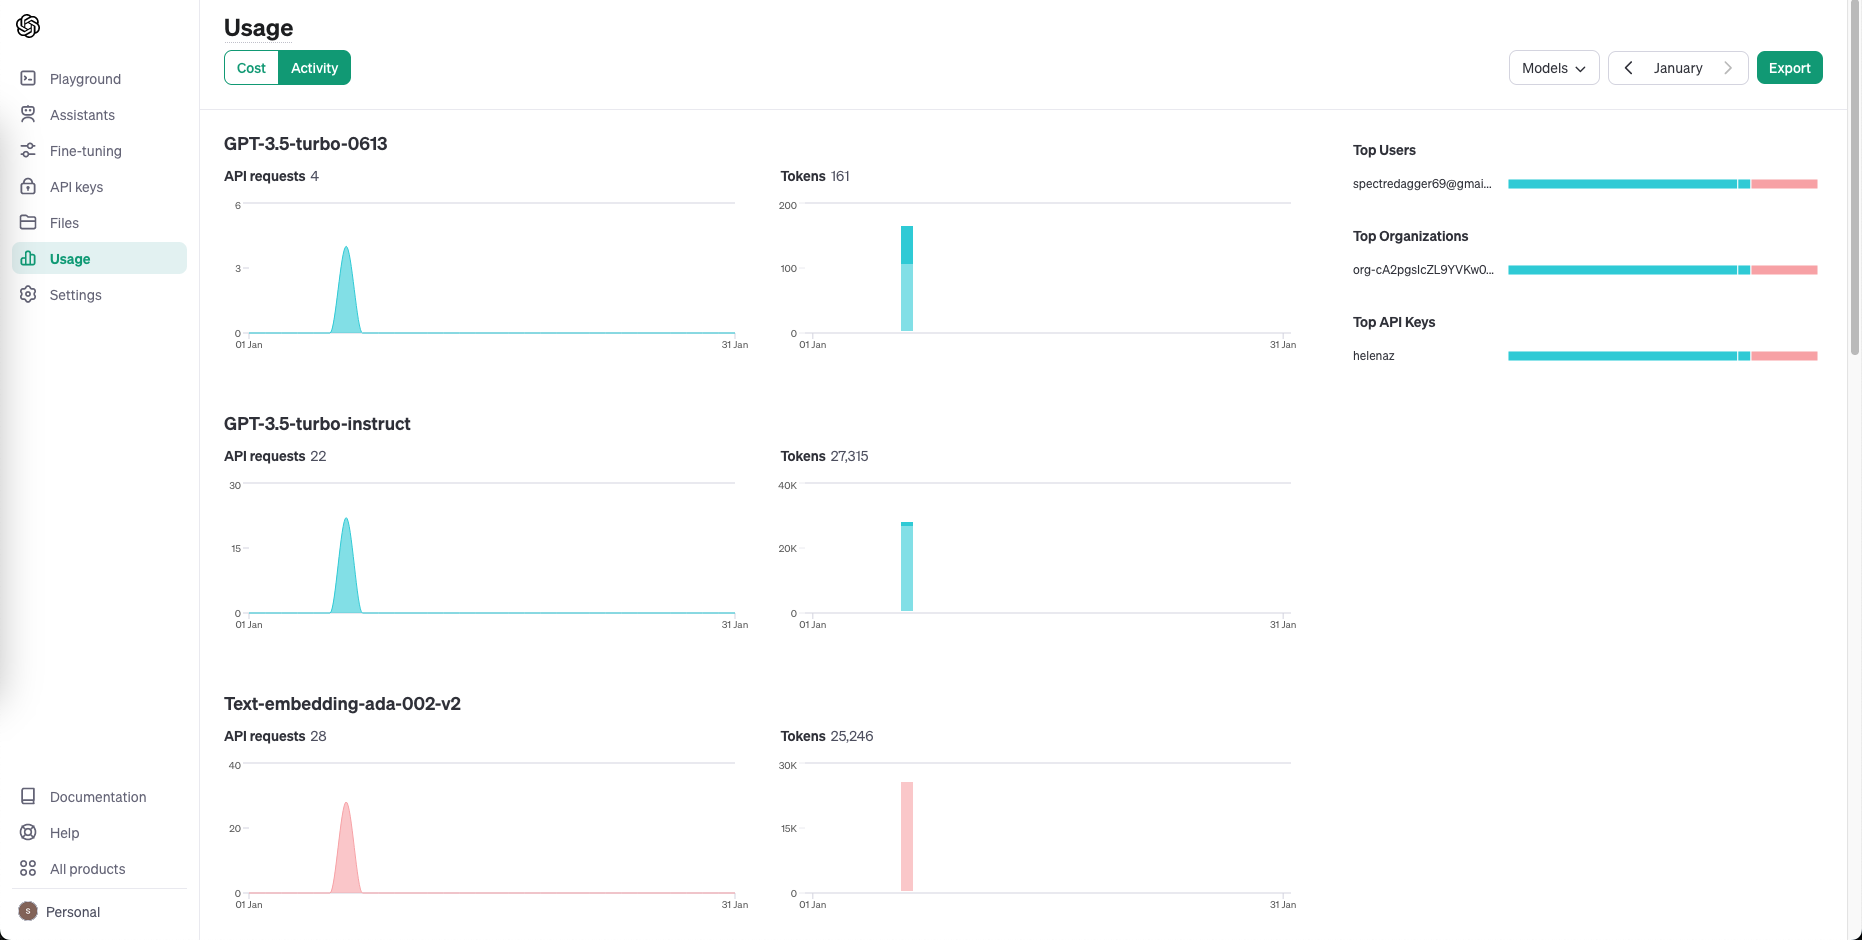 Playground
Assistants
Fine-tuning
API keys
Files
Usage
Settings
Documentation
Help
All products
S
Personal
Usage
Cost
Activity
Models
January
Export
GPT-3.5-turbo-0613
API requests 4
6
3
0
01 Jan
31 Jan
Tokens 161
200
100
0
01 Jan
31 Jan
GPT-3.5-turbo-instruct
API requests 22
30
15
0
01 Jan
31 Jan
Tokens 27,315
40K
20K
0
01 Jan
31 Jan
Text-embedding-ada-002-v2
API requests 28
40
20
0
01 Jan
31 Jan
Tokens 25,246
30K
15K
0
01 Jan
31 Jan
Top Users
spectredagger69@gmai...
Top Organizations
org-cA2pgslcZL9YVKw0...
Top API Keys
helenaz